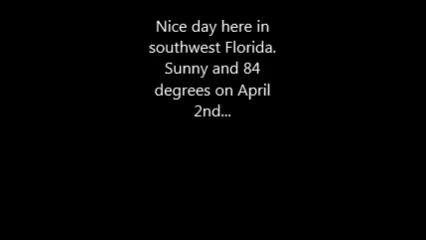 Nice day here in
southwest Florida.
Sunny and 84
degrees on April
2nd...